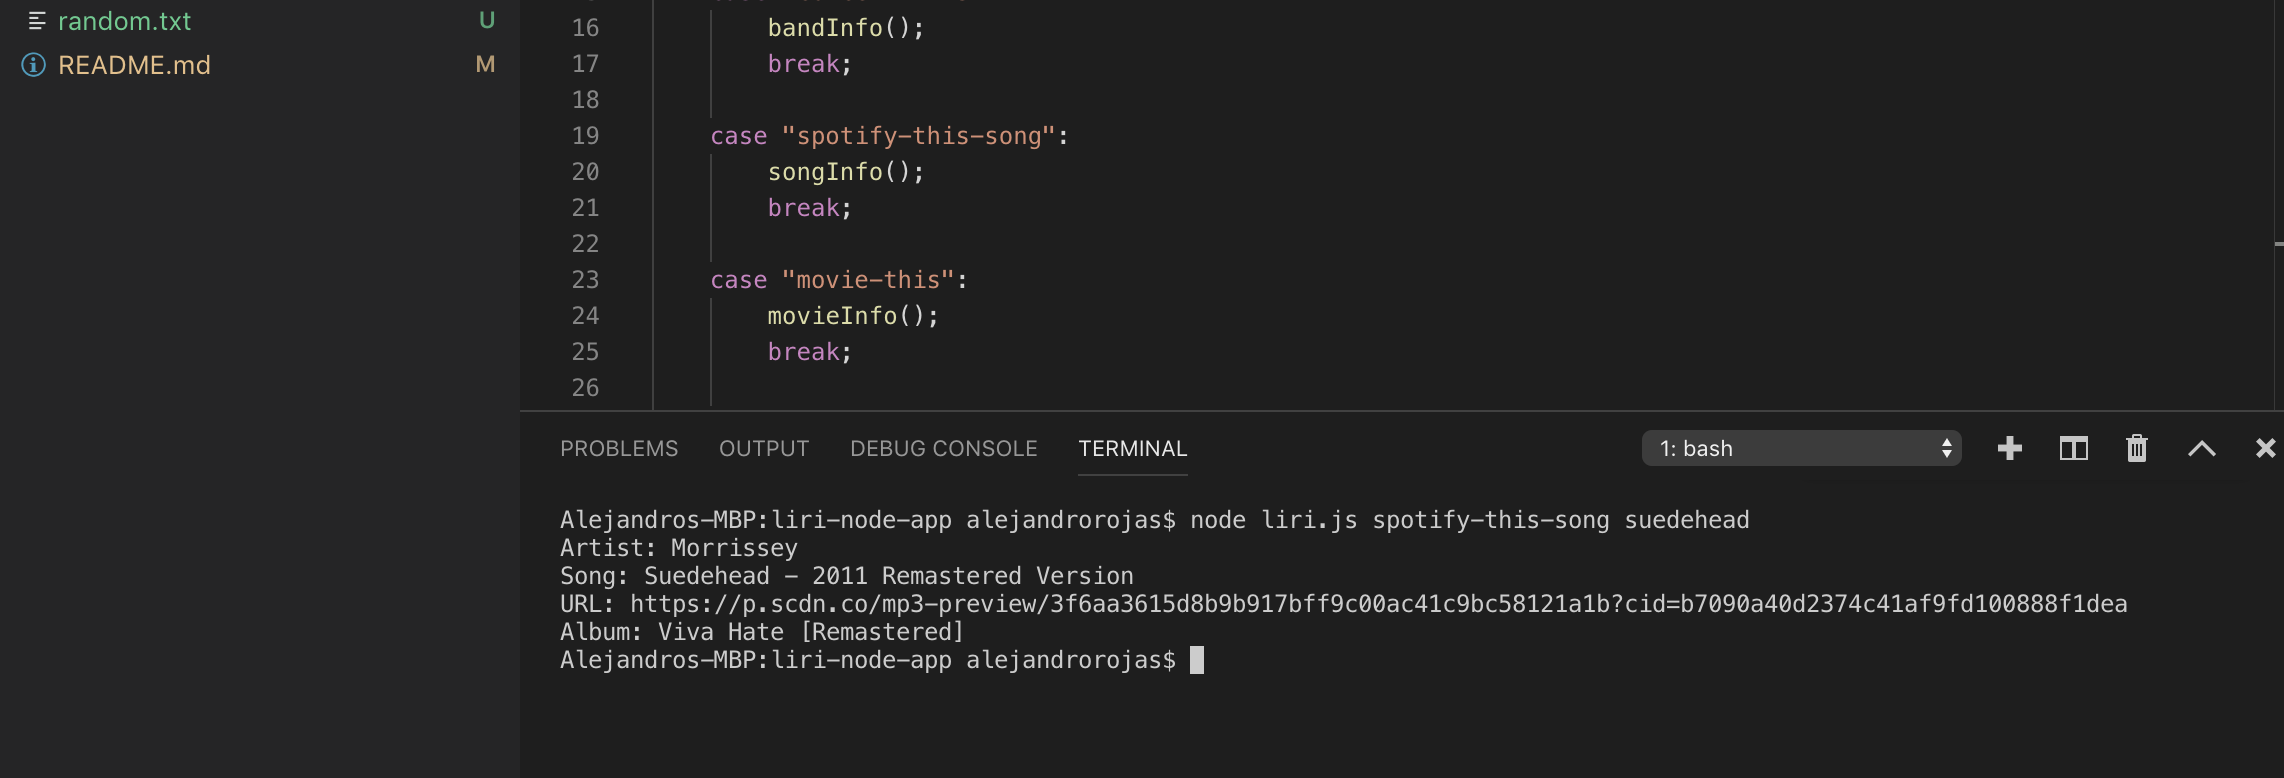 random.txt U
README.md M
16 bandInfo();
17 break;
18
19 case "spotify-this-song":
20 songInfo();
21 break;
22
23 case "movie-this":
24 movieInfo();
25 break;
26
PROBLEMS OUTPUT DEBUG CONSOLE TERMINAL 1: bash
Alejandros-MBP:liri-node-app alejandrorojas$ node liri.js spotify-this-song suedehead
Artist: Morrissey
Song: Suedehead - 2011 Remastered Version
URL: https://p.scdn.co/mp3-preview/3f6aa3615d8b9b917bff9c00ac41c9bc58121a1b?cid=b7090a40d2374c41af9fd100888f1dea
Album: Viva Hate [Remastered]
Alejandros-MBP:liri-node-app alejandrorojas$